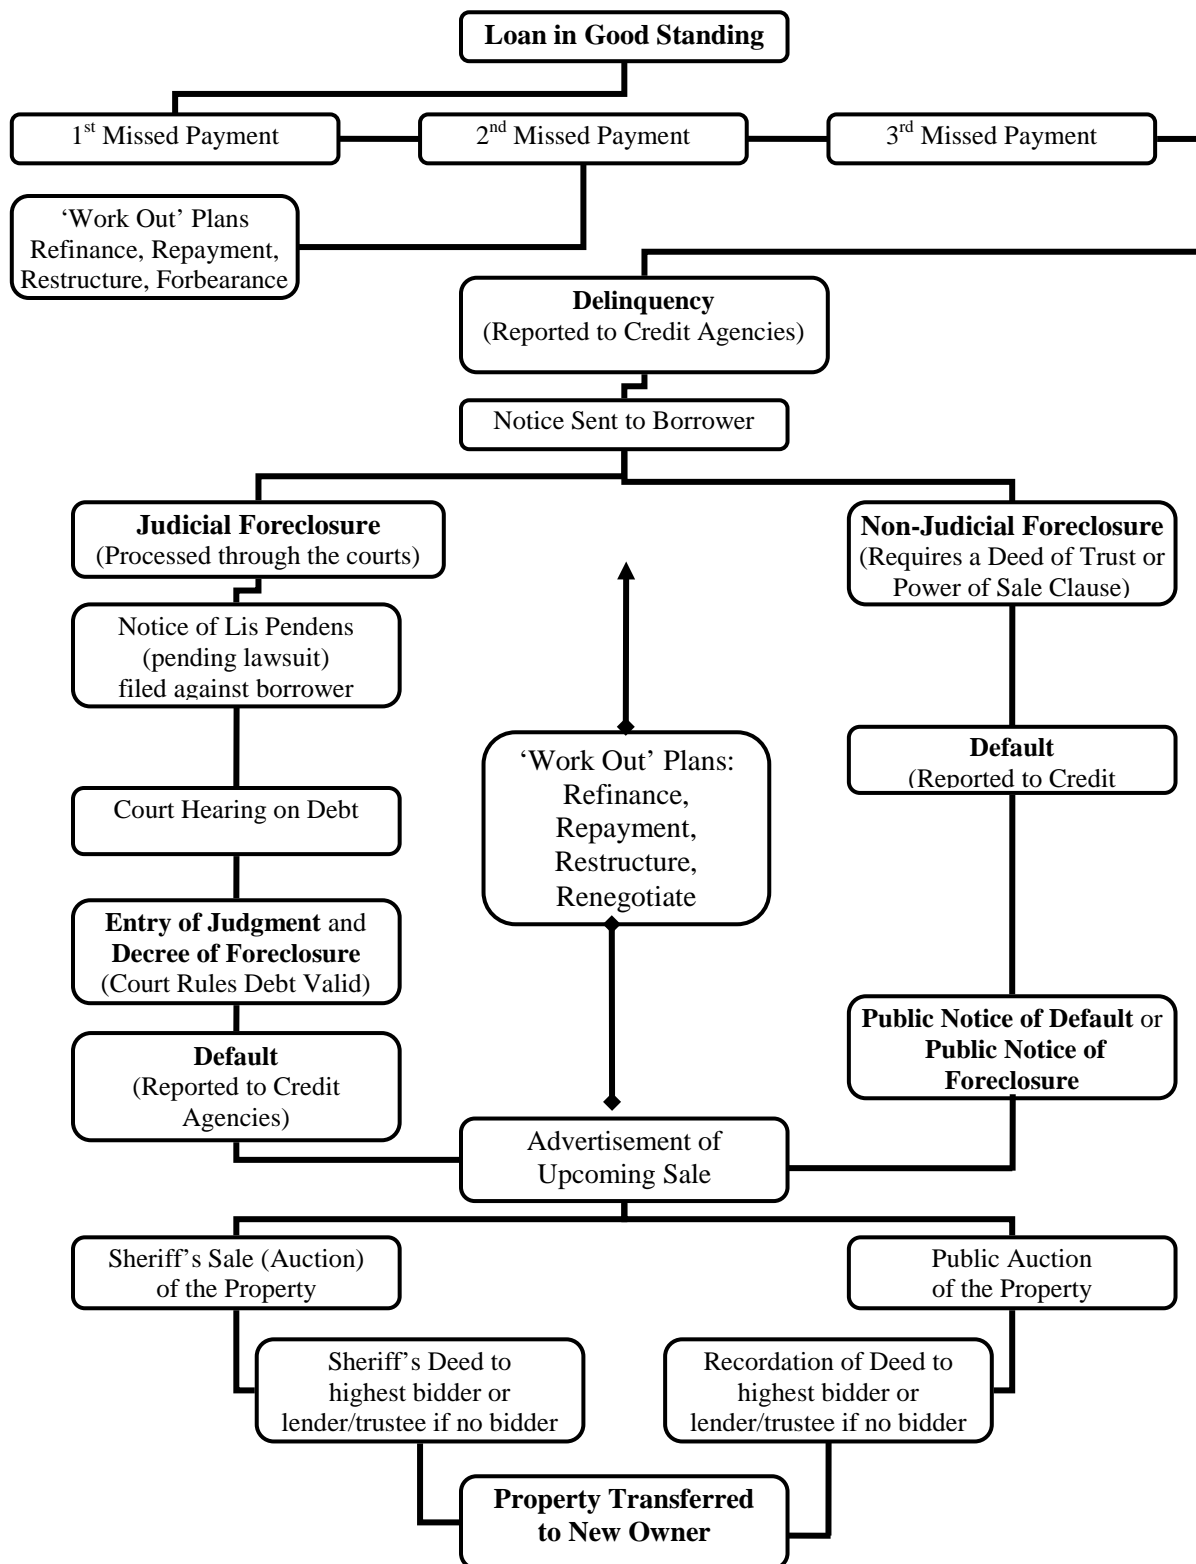 Loan in Good Standing
1st Missed Payment
2nd Missed Payment
3rd Missed Payment
‘Work Out’ Plans
Refinance, Repayment,
Restructure, Forbearance
Delinquency
(Reported to Credit Agencies)
Notice Sent to Borrower
Judicial Foreclosure
(Processed through the courts)
Non-Judicial Foreclosure
(Requires a Deed of Trust or
Power of Sale Clause)
Notice of Lis Pendens
(pending lawsuit)
filed against borrower
‘Work Out’ Plans:
Refinance,
Repayment,
Restructure,
Renegotiate
Default
(Reported to Credit
Court Hearing on Debt
Entry of Judgment and
Decree of Foreclosure
(Court Rules Debt Valid)
Public Notice of Default or
Public Notice of
Foreclosure
Default
(Reported to Credit
Agencies)
Advertisement of
Upcoming Sale
Sheriff’s Sale (Auction)
of the Property
Public Auction
of the Property
Sheriff’s Deed to
highest bidder or
lender/trustee if no bidder
Recordation of Deed to
highest bidder or
lender/trustee if no bidder
Property Transferred
to New Owner